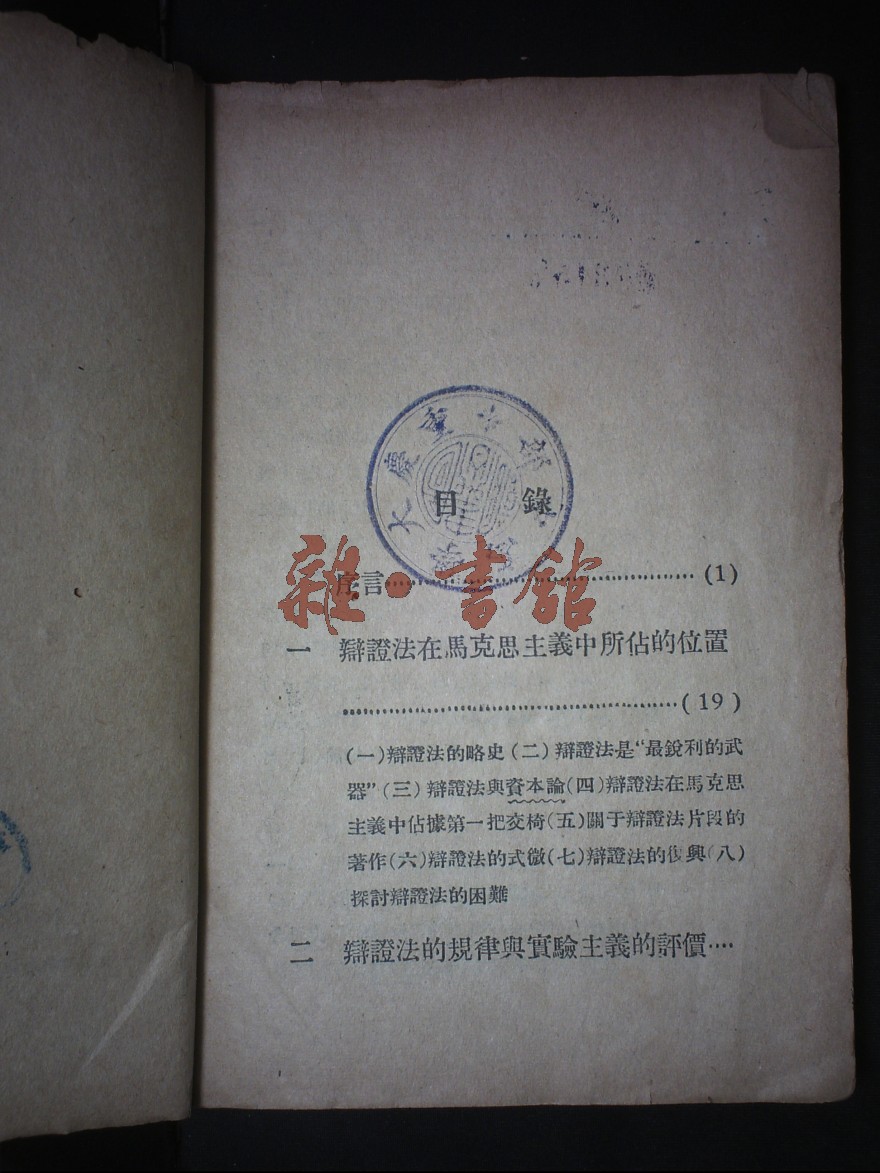 目錄
雜·書館
序言 (1)
一 辯證法在馬克思主義中所佔的位置
(19)
(一)辯證法的略史(二)辯證法是“最銳利的武
器”(三)辯證法與資本論(四)辯證法在馬克思
主義中佔據第一把交椅(五)關于辯證法片段的
著作(六)辯證法的式微(七)辯證法的復興(八)
探討辯證法的困難
二 辯證法的規律與實驗主義的評價